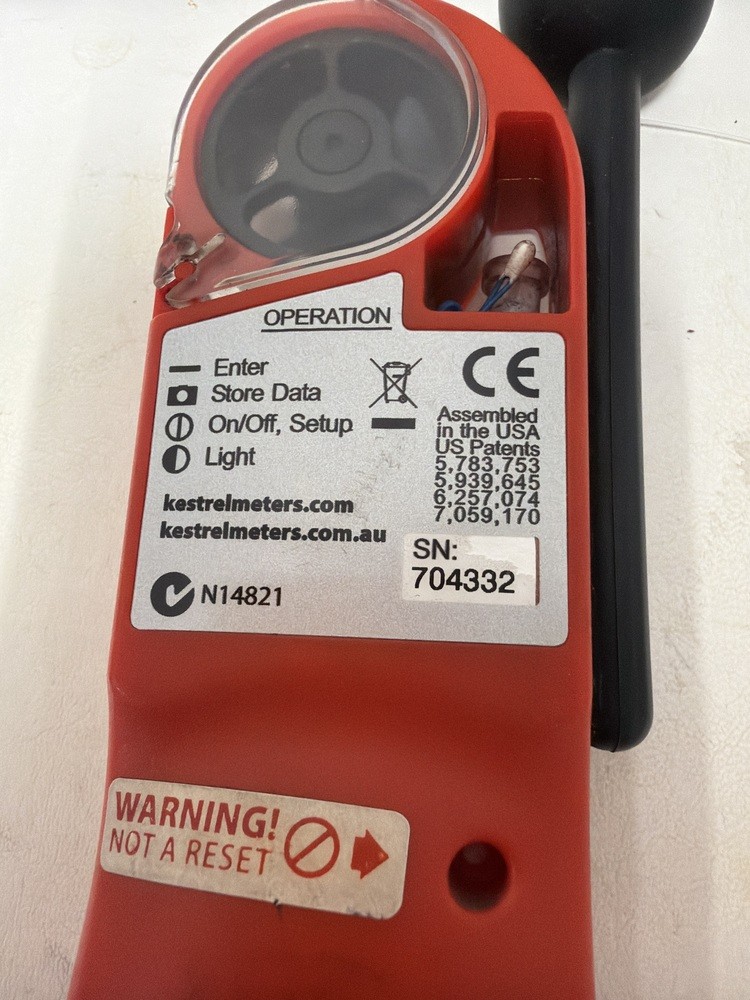 OPERATION
Enter
Store Data
On/Off, Setup
Light
CE
Assembled
in the USA
US Patents
5,783,753
5,939,645
6,257,074
7,059,170
kestrelmeters.com
kestrelmeters.com.au
SN:
704332
N14821
WARNING!
NOT A RESET